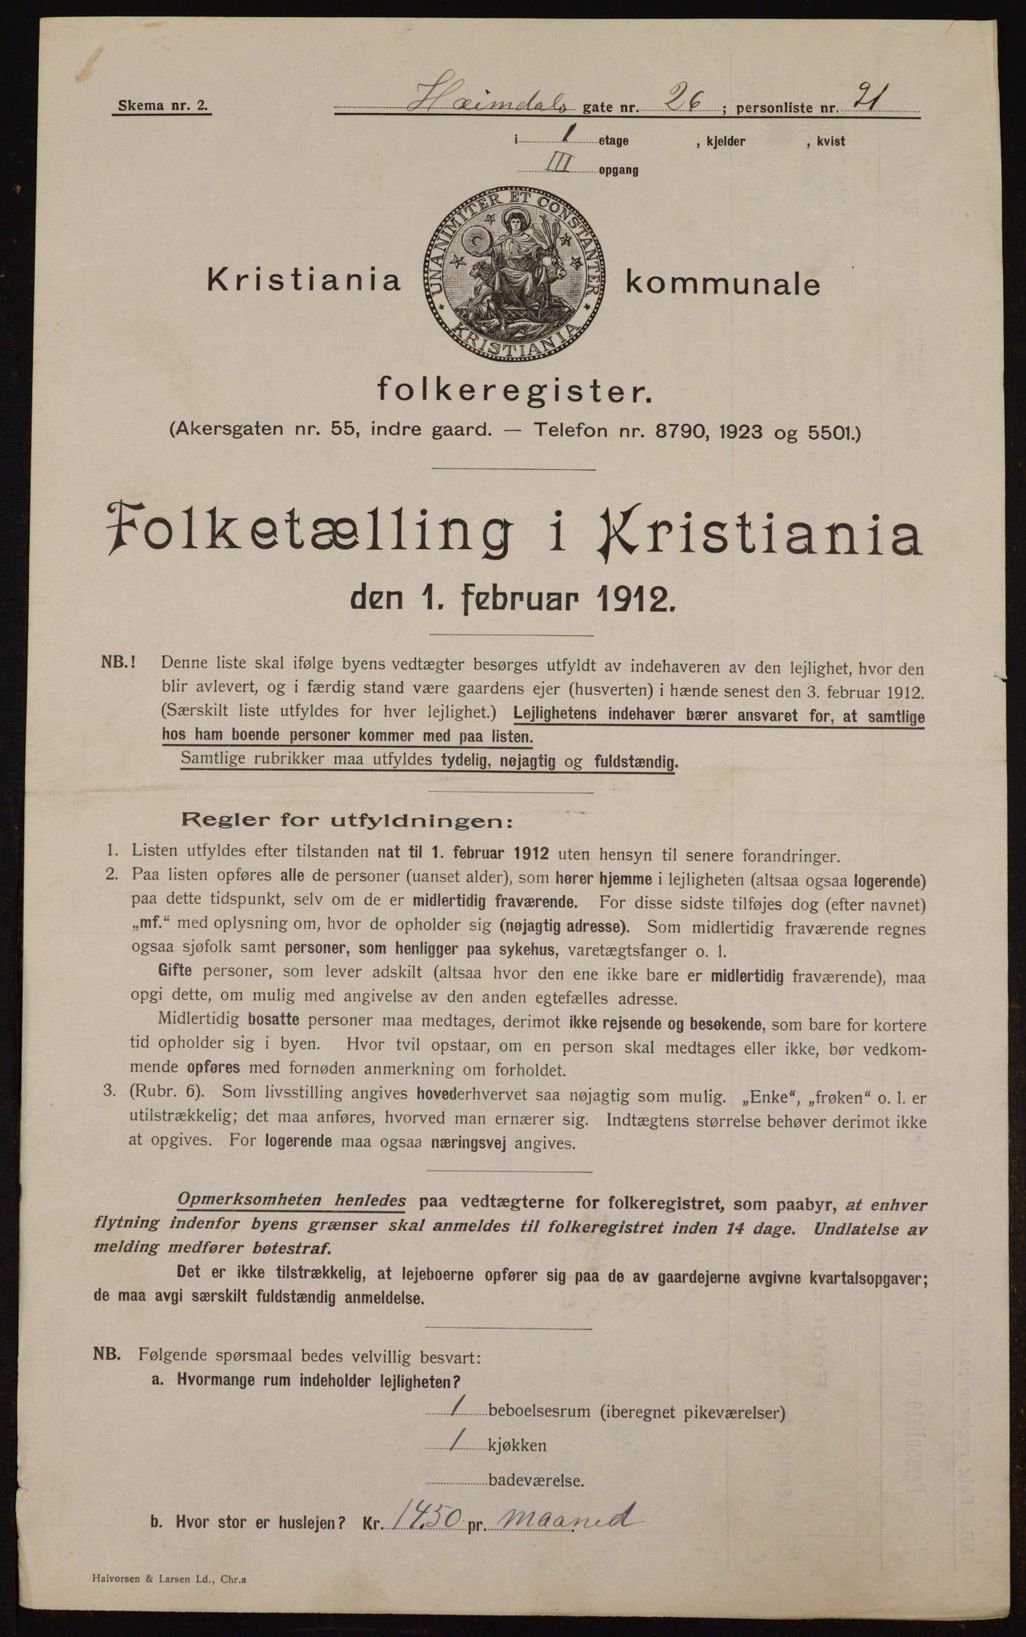 Skema nr. 2.
Heimdals gate nr. 26 ; personliste nr. 21
i 1 etage , kjelder , kvist
III opgang
UNANIMITER ET CONSTANTER
KRISTIANIA
Kristiania kommunale
folkeregister.
(Akersgaten nr. 55, indre gaard. — Telefon nr. 8790, 1923 og 5501.)
Folketælling i Kristiania
den 1. februar 1912.
NB.! Denne liste skal ifølge byens vedtægter besørges utfyldt av indehaveren av den lejlighet, hvor den
blir avlevert, og i færdig stand være gaardens ejer (husverten) i hænde senest den 3. februar 1912.
(Særskilt liste utfyldes for hver lejlighet.) Lejlighetens indehaver bærer ansvaret for, at samtlige
hos ham boende personer kommer med paa listen.
Samtlige rubrikker maa utfyldes tydelig, nøjagtig og fuldstændig.
Regler for utfyldningen:
1. Listen utfyldes efter tilstanden nat til 1. februar 1912 uten hensyn til senere forandringer.
2. Paa listen opføres alle de personer (uanset alder), som hører hjemme i lejligheten (altsaa ogsaa logerende)
paa dette tidspunkt, selv om de er midlertidig fraværende. For disse sidste tilføjes dog (efter navnet)
„mf.“ med oplysning om, hvor de opholder sig (nøjagtig adresse). Som midlertidig fraværende regnes
ogsaa sjøfolk samt personer, som henligger paa sykehus, varetægtsfanger o. l.
Gifte personer, som lever adskilt (altsaa hvor den ene ikke bare er midlertidig fraværende), maa
opgi dette, om mulig med angivelse av den anden egtefælles adresse.
Midlertidig bosatte personer maa medtages, derimot ikke rejsende og besøkende, som bare for kortere
tid opholder sig i byen. Hvor tvil opstaar, om en person skal medtages eller ikke, bør vedkom-
mende opføres med fornøden anmerkning om forholdet.
3. (Rubr. 6). Som livsstilling angives hovederhvervet saa nøjagtig som mulig. „Enke“, „frøken“ o. l. er
utilstrækkelig; det maa anføres, hvorved man ernærer sig. Indtægtens størrelse behøver derimot ikke
at opgives. For logerende maa ogsaa næringsvej angives.
Opmerksomheten henledes paa vedtægterne for folkeregistret, som paabyr, at enhver
flytning indenfor byens grænser skal anmeldes til folkeregistret inden 14 dage. Undlatelse av
melding medfører bøtestraf.
Det er ikke tilstrækkelig, at lejeboerne opfører sig paa de av gaardejerne avgivne kvartalsopgaver;
de maa avgi særskilt fuldstændig anmeldelse.
NB. Følgende spørsmaal bedes velvillig besvart:
a. Hvormange rum indeholder lejligheten?
1 beboelsesrum (iberegnet pikeværelser)
1 kjøkken
badeværelse.
b. Hvor stor er huslejen? Kr. 14.50 pr. maaned
Halvorsen & Larsen Ld., Chr.a